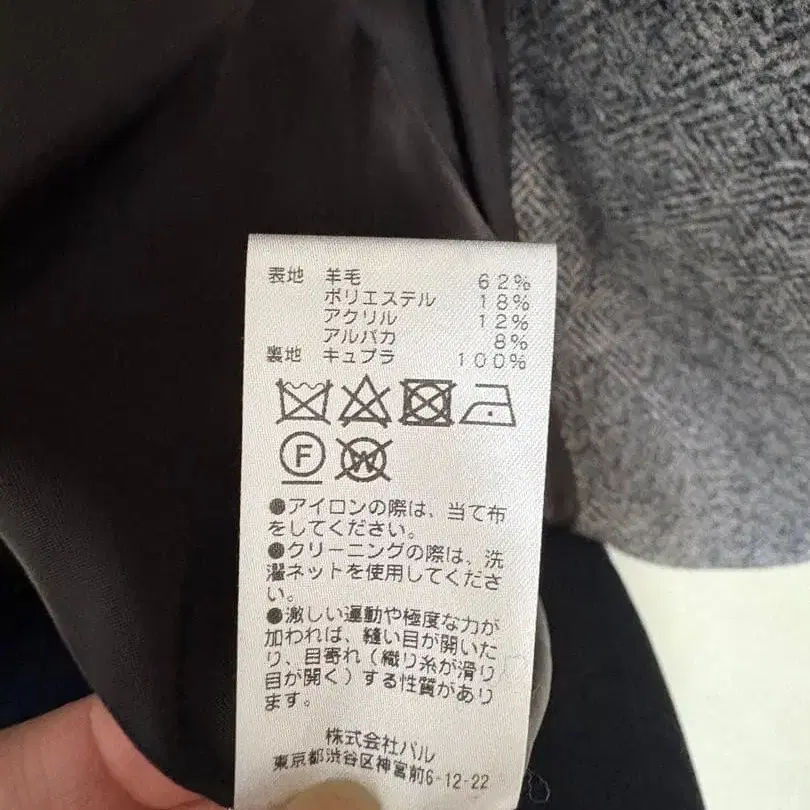 表地 羊毛 62%
ポリエステル 18%
アクリル 12%
アルパカ 8%
裏地 キュプラ 100%
F W
●アイロンの際は、当て布
をしてください。
●クリーニングの際は、洗
濯ネットを使用してくださ
い。
●激しい運動や極度な力が
加われば、縫い目が開いた
り、目寄れ(織り糸が滑り
目が開く)する性質があり
ます。
株式会社パル
東京都渋谷区神宮前6-12-22